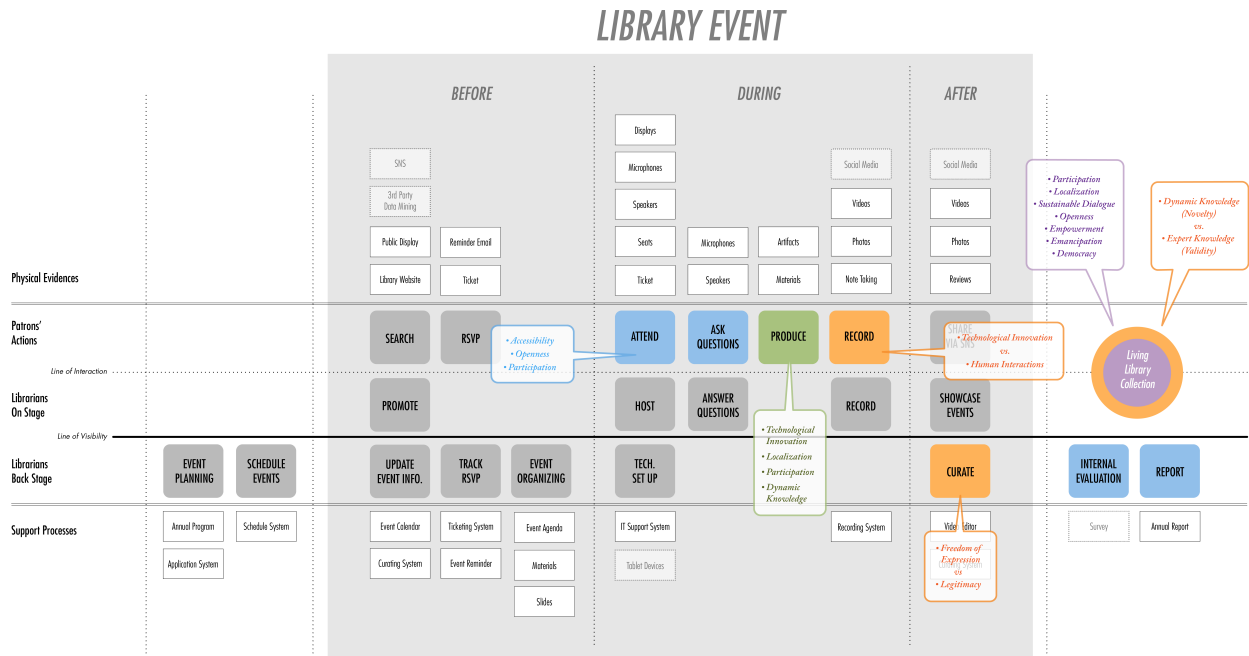 LIBRARY EVENT
BEFORE
DURING
AFTER
Displays
SNS
Microphones
Social Media
Social Media
3rd Party
Data Mining
Speakers
Videos
Videos
Public Display
Reminder Email
Seats
Microphones
Artifacts
Photos
Photos
Physical Evidences
Library Website
Ticket
Ticket
Speakers
Materials
Note Taking
Reviews
• Participation
• Localization
• Sustainable Dialogue
• Openness
• Empowerment
• Emancipation
• Democracy
• Dynamic Knowledge
(Novelty)
vs.
• Expert Knowledge
(Validity)
Patrons'
Actions
SEARCH
RSVP
• Accessibility
• Openness
• Participation
ATTEND
ASK
QUESTIONS
PRODUCE
RECORD
SHARE
VIA SNS
• Technological Innovation
vs.
• Human Interactions
Living
Library
Collection
Line of Interaction
Librarians
On Stage
PROMOTE
HOST
ANSWER
QUESTIONS
RECORD
SHOWCASE
EVENTS
• Technological
Innovation
• Localization
• Participation
• Dynamic
Knowledge
Line of Visibility
Librarians
Back Stage
EVENT
PLANNING
SCHEDULE
EVENTS
UPDATE
EVENT INFO.
TRACK
RSVP
EVENT
ORGANIZING
TECH.
SET UP
CURATE
INTERNAL
EVALUATION
REPORT
Support Processes
Annual Program
Schedule System
Event Calendar
Ticketing System
Event Agenda
IT Support System
Recording System
Video Editor
Survey
Annual Report
Application System
Curating System
Event Reminder
Materials
Tablet Devices
• Freedom of
Expression
vs
• Legitimacy
System
Slides